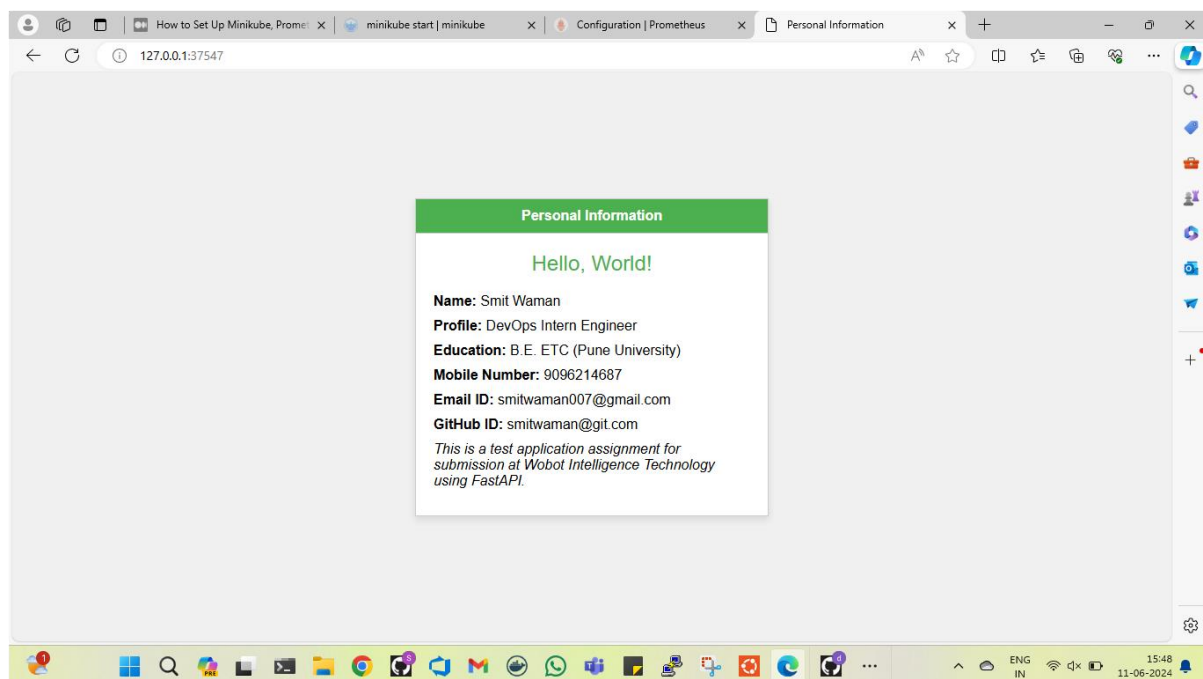 How to Set Up Minikube, Promet
minikube start | minikube
Configuration | Prometheus
Personal Information
127.0.0.1:37547
Personal Information
Hello, World!
Name: Smit Waman
Profile: DevOps Intern Engineer
Education: B.E. ETC (Pune University)
Mobile Number: 9096214687
Email ID: smitwaman007@gmail.com
GitHub ID: smitwaman@git.com
This is a test application assignment for
submission at Wobot Intelligence Technology
using FastAPI.
1
PRE
S
d
ENG
IN
15:48
11-06-2024